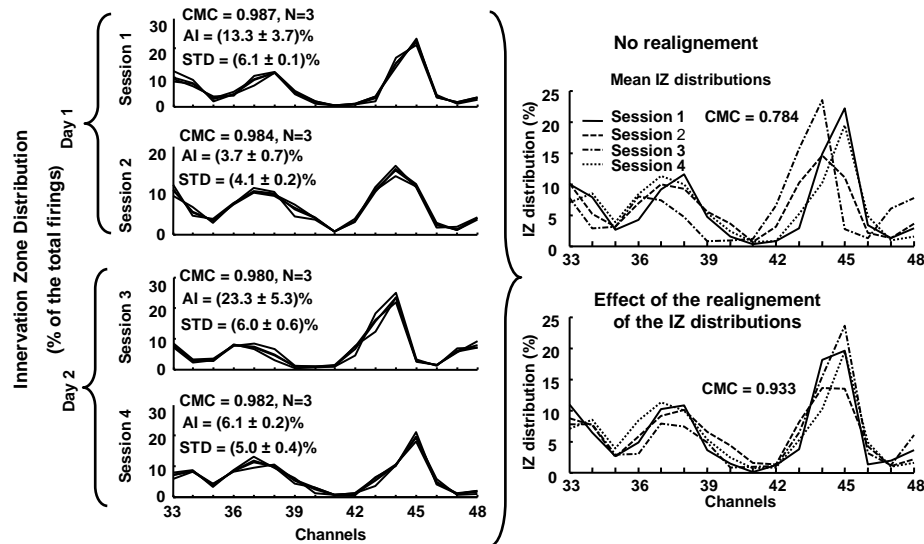 Innervation Zone Distribution
(% of the total firings)
Day 1
Session 1
30
20
10
0
CMC = 0.987, N=3
AI = (13.3 ± 3.7)%
STD = (6.1 ± 0.1)%
Session 2
20
10
0
CMC = 0.984, N=3
AI = (3.7 ± 0.7)%
STD = (4.1 ± 0.2)%
Day 2
Session 3
30
20
10
0
CMC = 0.980, N=3
AI = (23.3 ± 5.3)%
STD = (6.0 ± 0.6)%
Session 4
30
20
10
0
CMC = 0.982, N=3
AI = (6.1 ± 0.2)%
STD = (5.0 ± 0.4)%
33 36 39 42 45 48
Channels
No realignement
Mean IZ distributions
Session 1
Session 2
Session 3
Session 4
CMC = 0.784
IZ distribution (%)
25
20
15
10
5
0
33 36 39 42 45 48
Effect of the realignement
of the IZ distributions
CMC = 0.933
IZ distribution (%)
25
20
15
10
5
0
33 36 39 42 45 48
Channels